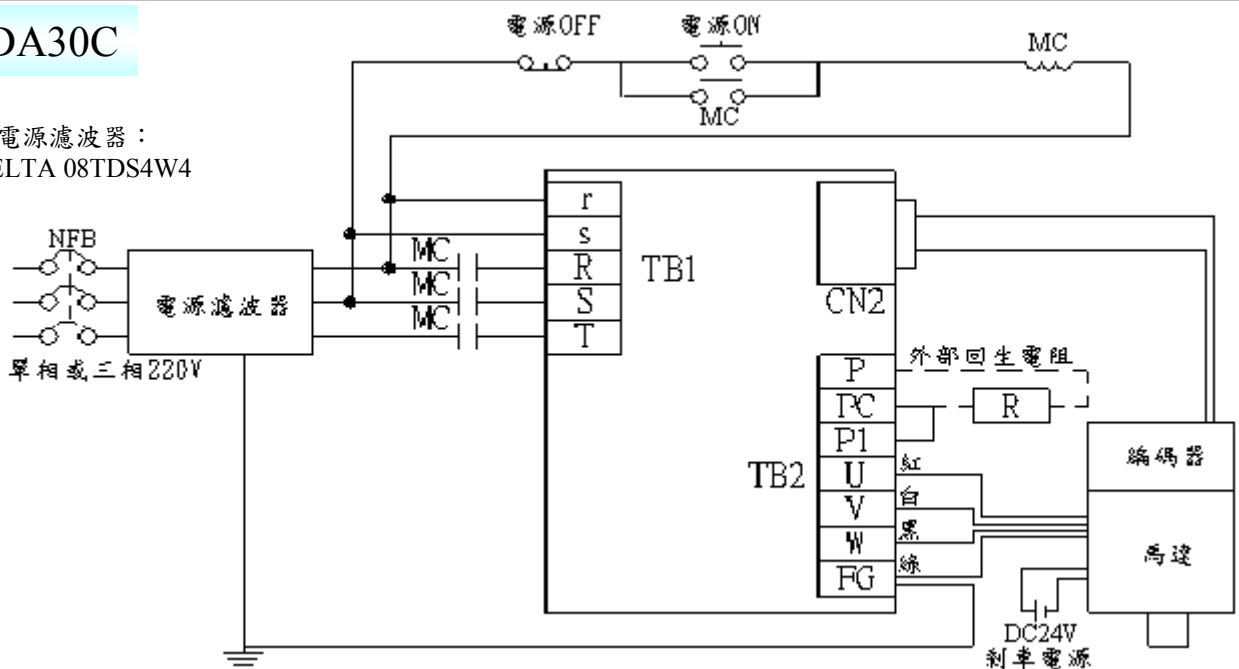 DA30C
電源OFF
電源ON
MC
MC
電源濾波器：
ELTA 08TDS4W4
NFB
電源濾波器
單相或三相220V
MC
MC
MC
r
s
R
S
T
TB1
CN2
P
PC
P1
U
V
W
FG
TB2
外部回生電阻
R
紅
白
黑
綠
編碼器
馬達
DC24V
剎車電源